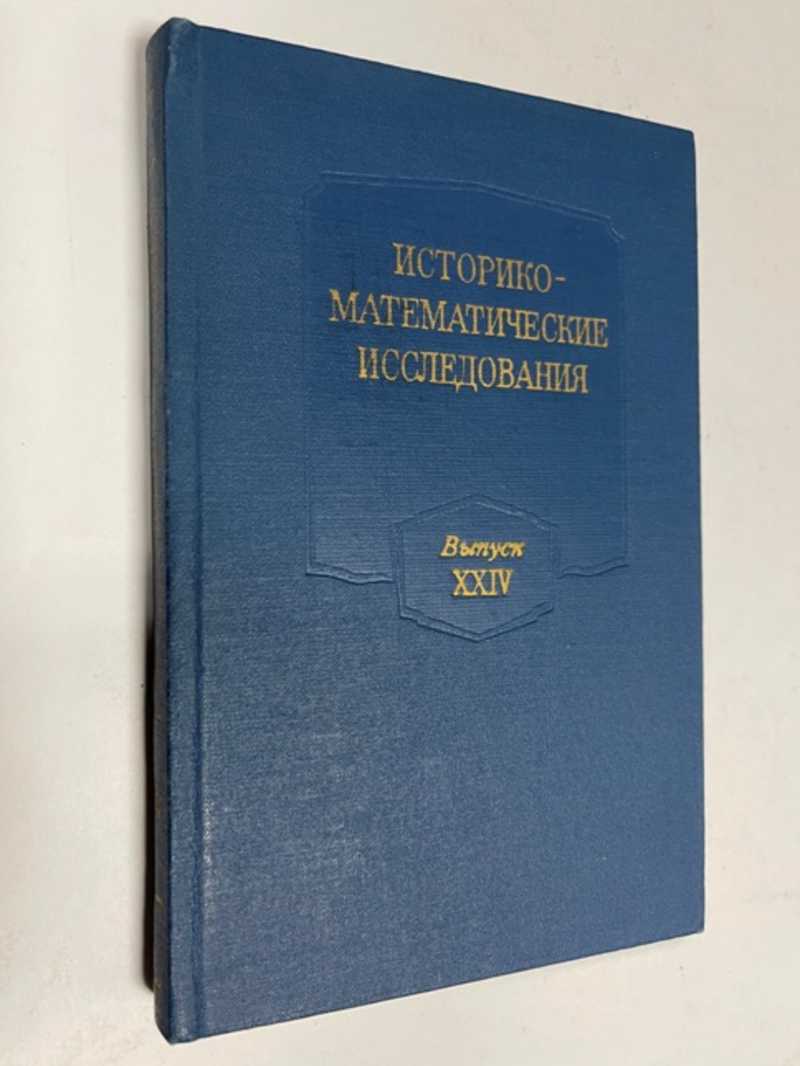 ИСТОРИКО-
МАТЕМАТИЧЕСКИЕ
ИССЛЕДОВАНИЯ
Выпуск
XXIV